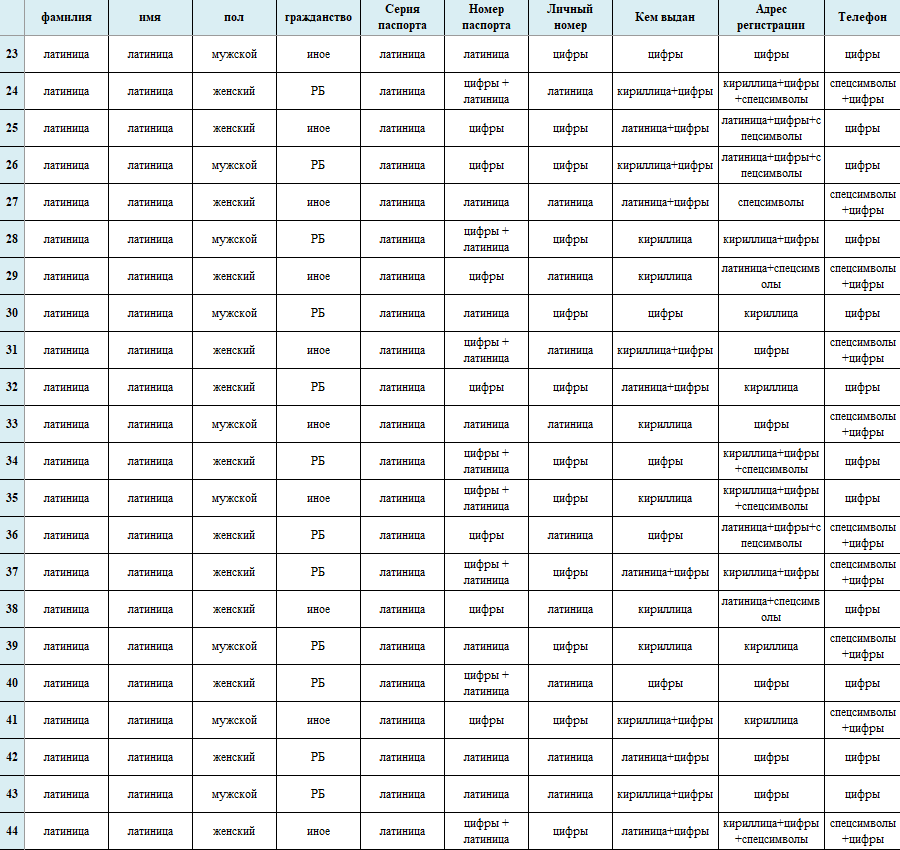 фамилия имя пол гражданство Серия паспорта Номер паспорта Личный номер Кем выдан Адрес регистрации Телефон
23 латиница латиница мужской иное латиница латиница цифры цифры цифры цифры
24 латиница латиница женский РБ латиница цифры + латиница латиница кириллица+цифры кириллица+цифры +спецсимволы спецсимволы +цифры
25 латиница латиница женский иное латиница цифры цифры латиница+цифры латиница+цифры+с пецсимволы цифры
26 латиница латиница мужской РБ латиница цифры цифры кириллица+цифры латиница+цифры+с пецсимволы цифры
27 латиница латиница женский иное латиница латиница латиница латиница+цифры спецсимволы спецсимволы +цифры
28 латиница латиница мужской РБ латиница цифры + латиница цифры кириллица кириллица+цифры цифры
29 латиница латиница женский иное латиница цифры латиница кириллица латиница+спецсимв олы спецсимволы +цифры
30 латиница латиница мужской РБ латиница латиница цифры цифры кириллица цифры
31 латиница латиница женский иное латиница цифры + латиница латиница кириллица+цифры цифры спецсимволы +цифры
32 латиница латиница женский РБ латиница цифры цифры латиница+цифры кириллица цифры
33 латиница латиница мужской иное латиница латиница латиница кириллица цифры спецсимволы +цифры
34 латиница латиница женский РБ латиница цифры + латиница цифры цифры кириллица+цифры +спецсимволы цифры
35 латиница латиница мужской иное латиница цифры + латиница цифры кириллица кириллица+цифры +спецсимволы цифры
36 латиница латиница женский РБ латиница цифры латиница цифры латиница+цифры+с пецсимволы спецсимволы +цифры
37 латиница латиница женский РБ латиница цифры + латиница цифры латиница+цифры кириллица+цифры спецсимволы +цифры
38 латиница латиница женский иное латиница цифры латиница кириллица латиница+спецсимв олы цифры
39 латиница латиница мужской РБ латиница латиница цифры кириллица кириллица спецсимволы +цифры
40 латиница латиница женский РБ латиница цифры + латиница латиница цифры цифры цифры
41 латиница латиница мужской иное латиница цифры цифры кириллица+цифры кириллица спецсимволы +цифры
42 латиница латиница женский РБ латиница латиница латиница латиница+цифры цифры цифры
43 латиница латиница мужской РБ латиница латиница латиница кириллица+цифры цифры цифры
44 латиница латиница женский иное латиница цифры + латиница цифры латиница+цифры кириллица+цифры +спецсимволы спецсимволы +цифры